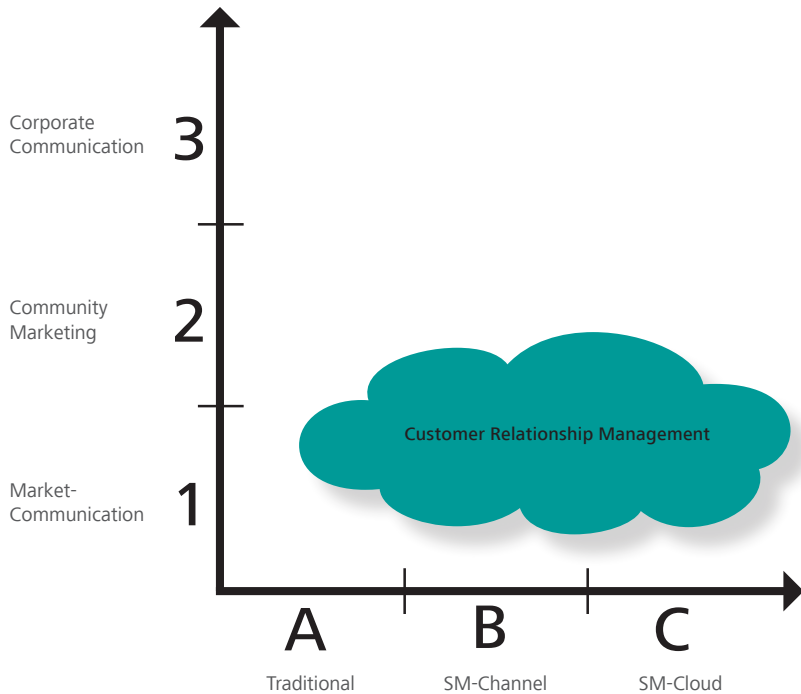 Corporate
Communication
3
Community
Marketing
2
Customer Relationship Management
Market-
Communication
1
A
B
C
Traditional
SM-Channel
SM-Cloud